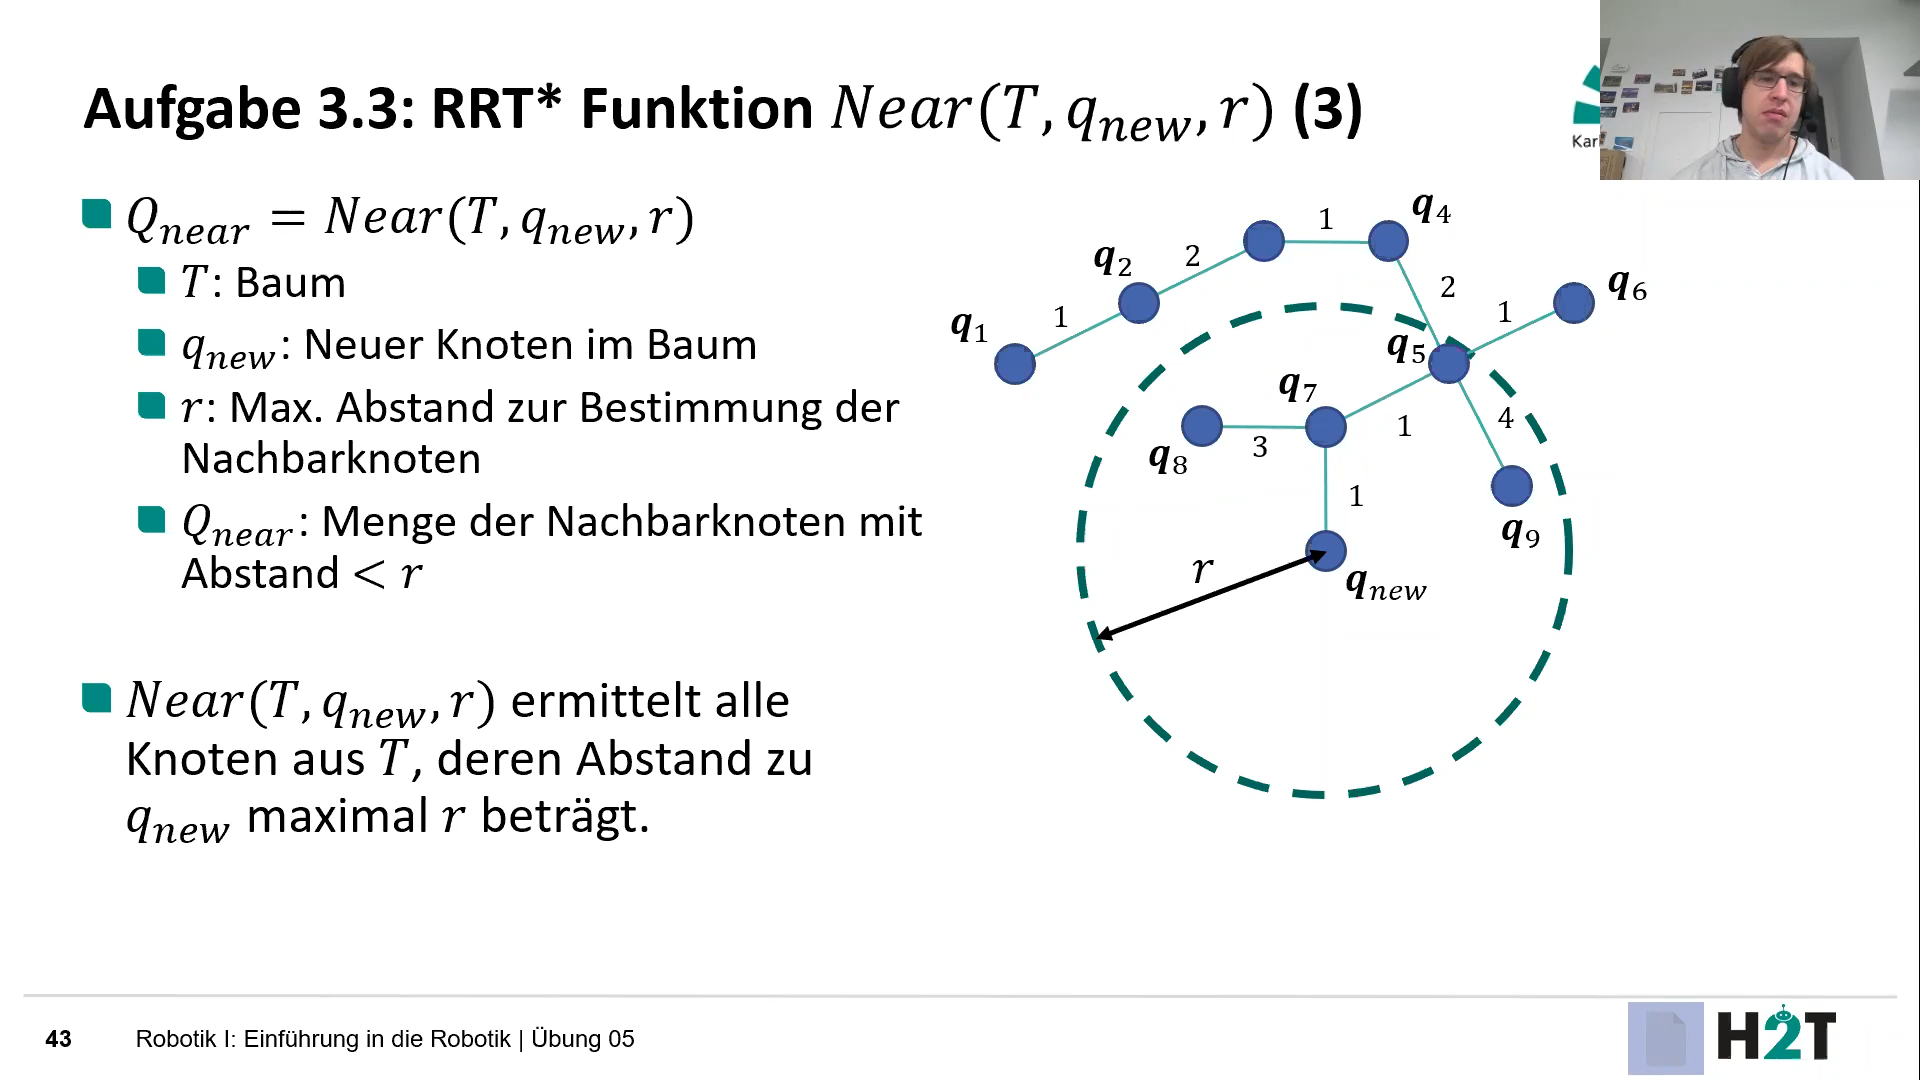 Aufgabe 3.3: RRT* Funktion Near(T, q_new, r) (3)
Kar
Q_near = Near(T, q_new, r)
T: Baum
q_new: Neuer Knoten im Baum
r: Max. Abstand zur Bestimmung der
Nachbarknoten
Q_near: Menge der Nachbarknoten mit
Abstand < r
Near(T, q_new, r) ermittelt alle
Knoten aus T, deren Abstand zu
q_new maximal r beträgt.
q_4
1
q_2
2
q_6
2
q_1
1
1
q_5
q_7
1
4
3
q_8
1
q_9
r
q_new
43
Robotik I: Einführung in die Robotik | Übung 05
H2T